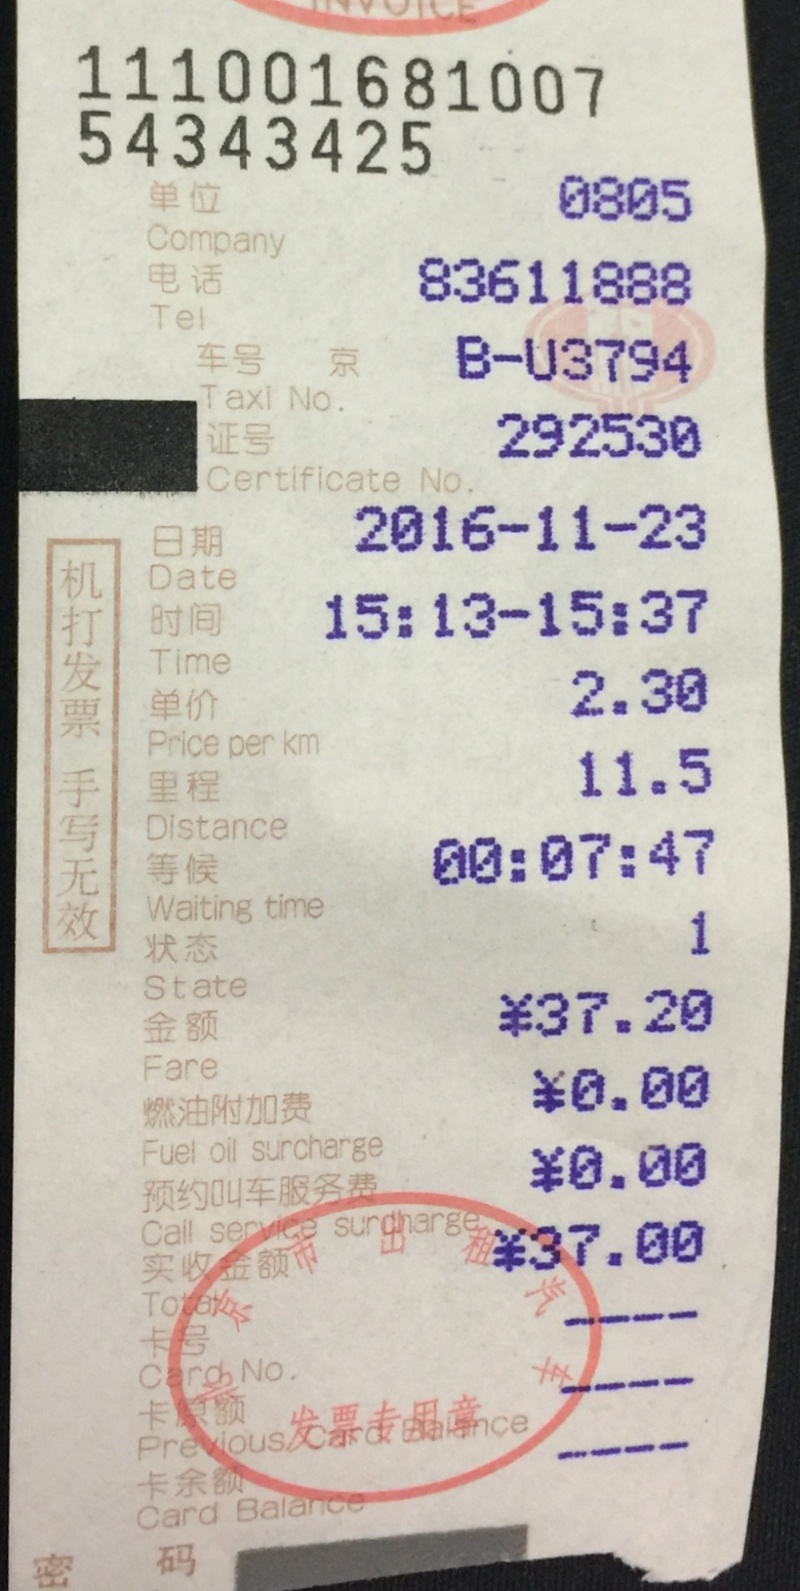 INVOICE
111001681007
54343425
单位 0805
Company
电话 83611888
Tel
车号 京 B-U3794
Taxi No.
证号 292530
Certificate No.
日期 2016-11-23
Date
时间 15:13-15:37
Time
单价 2.30
Price per km
里程 11.5
Distance
等候 00:07:47
Waiting time
状态 1
State
金额 ¥37.20
Fare
燃油附加费 ¥0.00
Fuel oil surcharge
预约叫车服务费 ¥0.00
Call service surcharge
实收金额 ¥37.00
Total
卡号 ----
Card No.
卡原额 ----
Previous Card Balance
卡余额 ----
Card Balance
密 码
机打发票 手写无效
京市出租汽车
发票专用章